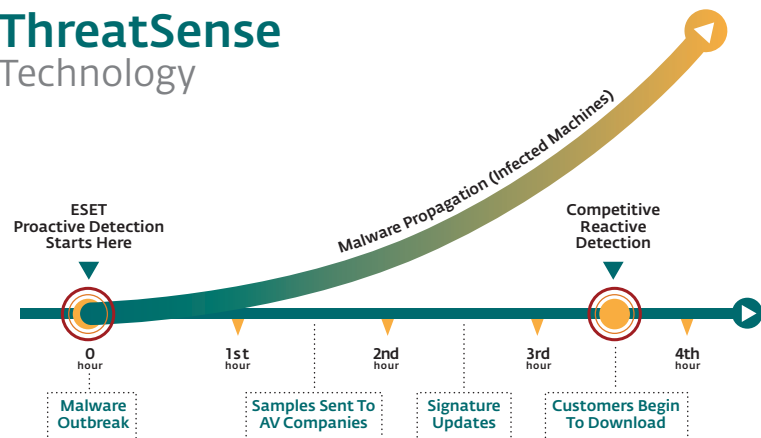 ThreatSense
Technology
Malware Propagation (Infected Machines)
ESET
Proactive Detection
Starts Here
Competitive
Reactive
Detection
0
hour
1st
hour
2nd
hour
3rd
hour
4th
hour
Malware
Outbreak
Samples Sent To
AV Companies
Signature
Updates
Customers Begin
To Download